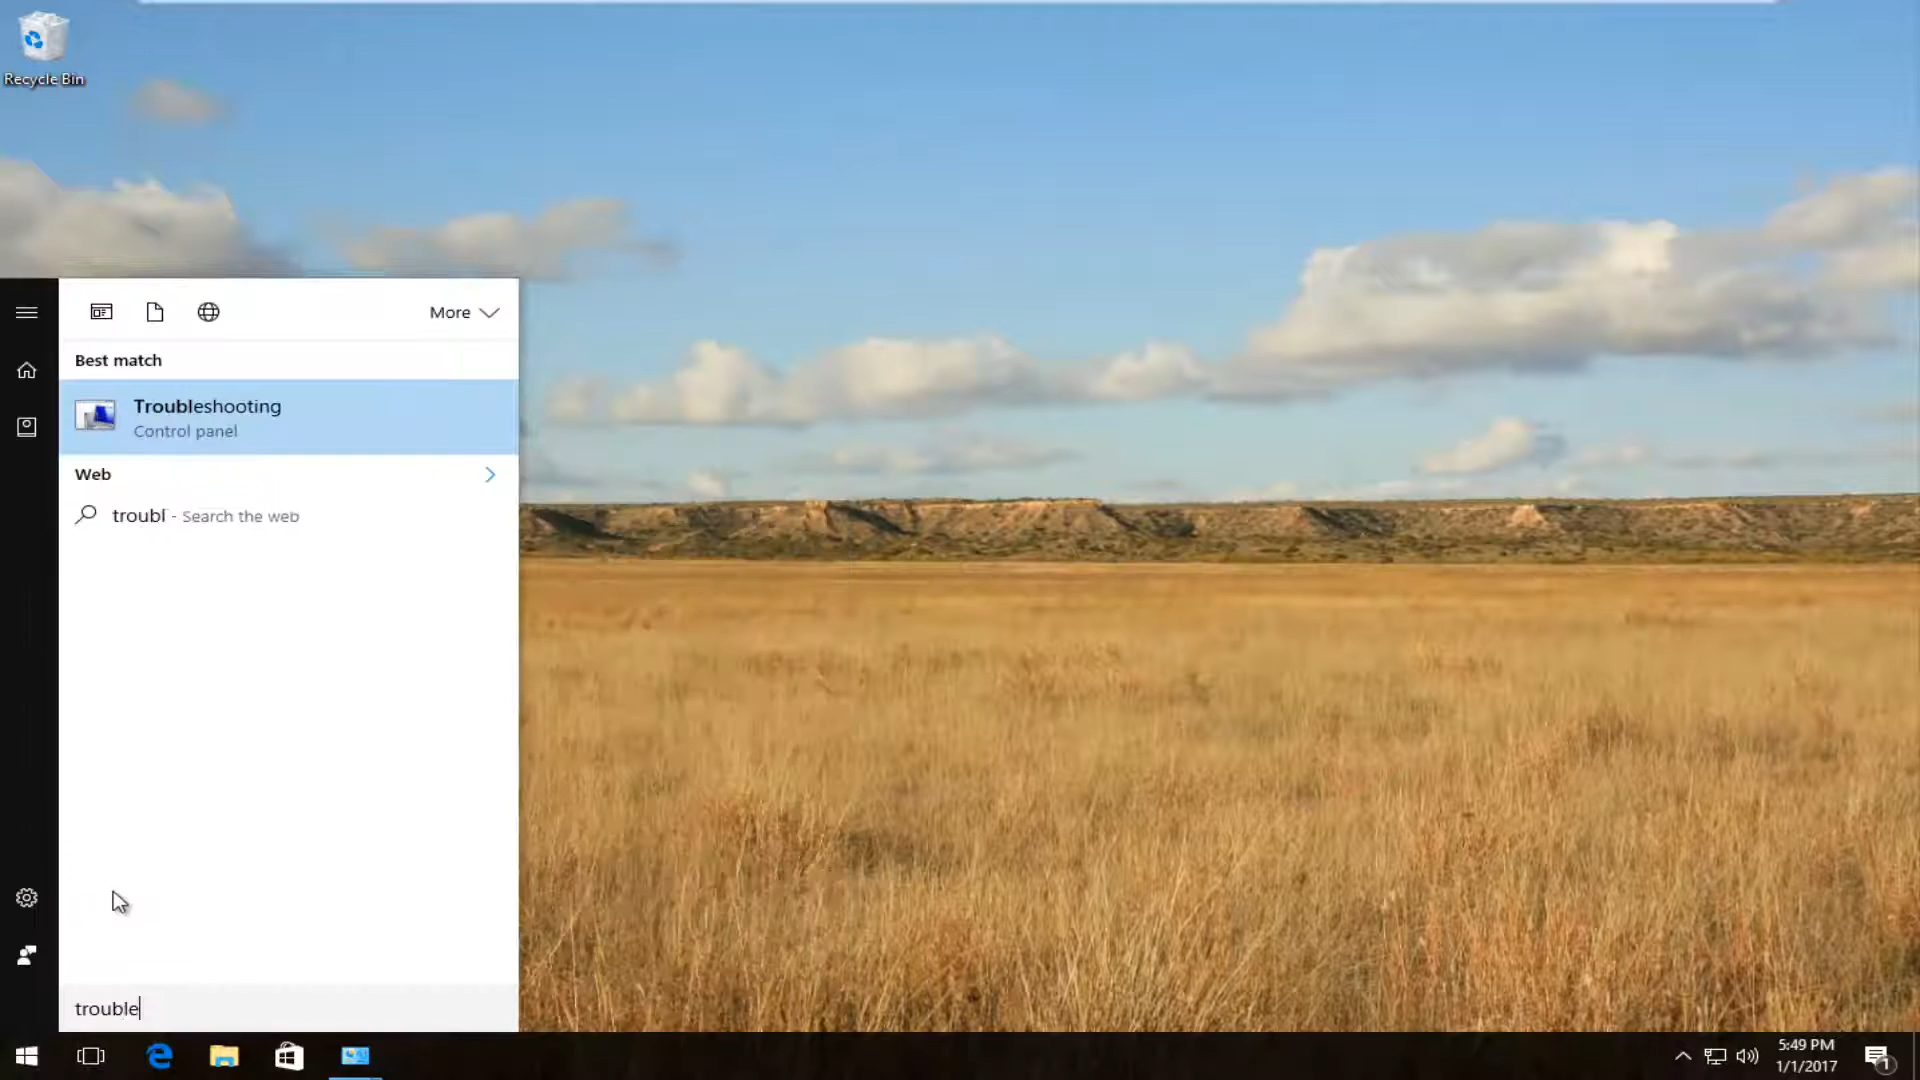 Recycle Bin
More
Best match
Troubleshooting
Control panel
Web
troubl - Search the web
trouble
5:49 PM
1/1/2017
1